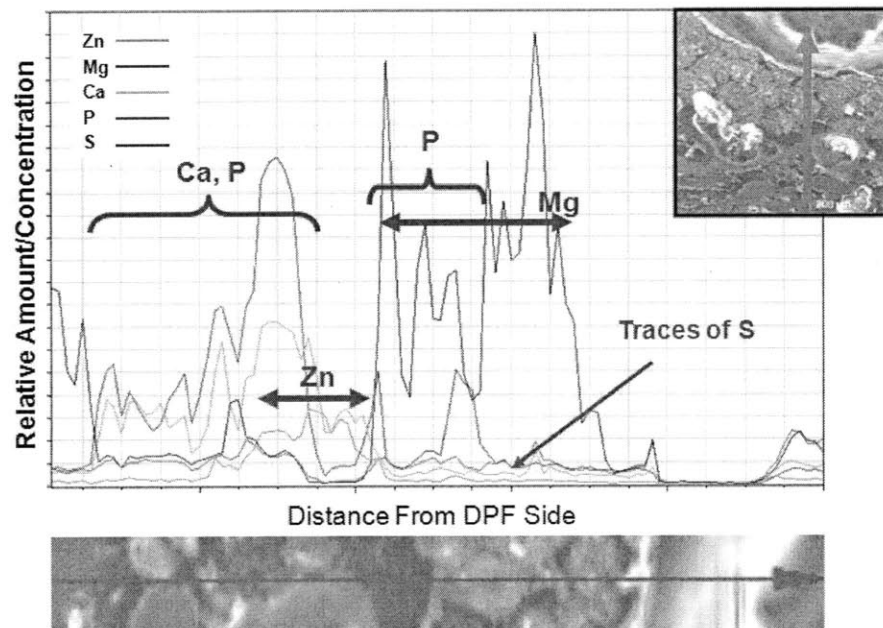 Zn
Mg
Ca
P
S
Ca, P
P
Mg
Zn
Traces of S
Relative Amount/Concentration
Distance From DPF Side